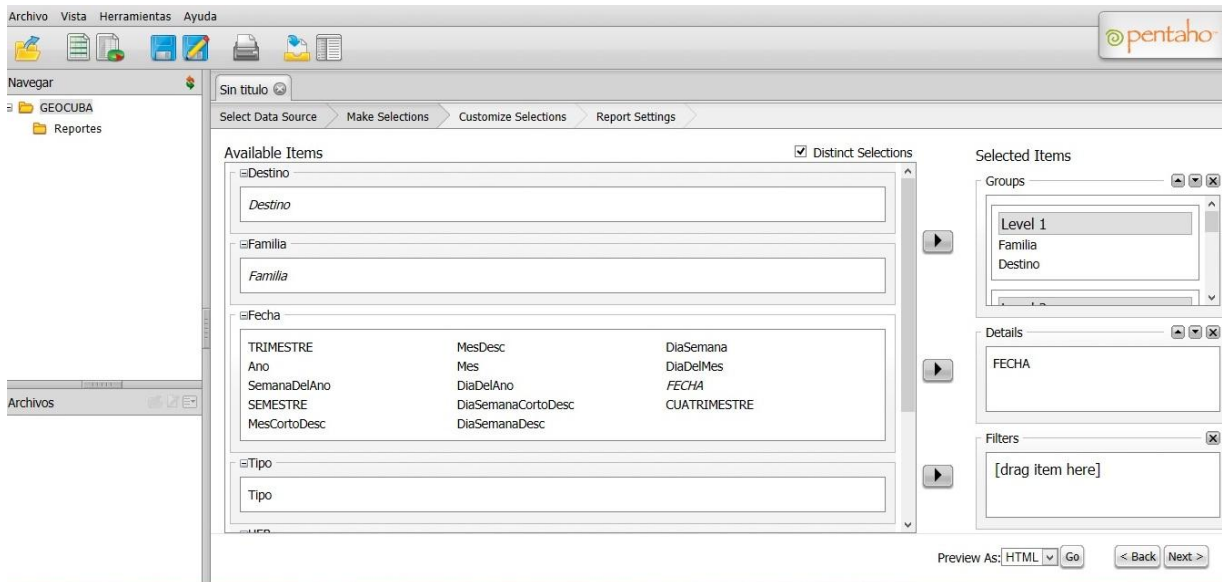 Archivo Vista Herramientas Ayuda
pentaho
Navegar
GEOCUBA
Reportes
Archivos
Sin titulo
Select Data Source Make Selections Customize Selections Report Settings
Available Items
Distinct Selections
Destino
Destino
Familia
Familia
Fecha
TRIMESTRE MesDesc DiaSemana
Ano Mes DiaDelMes
SemanaDelAno DiaDelAno FECHA
SEMESTRE DiaSemanaCortoDesc CUATRIMESTRE
MesCortoDesc DiaSemanaDesc
Tipo
Tipo
Selected Items
Groups
Level 1
Familia
Destino
Details
FECHA
Filters
[drag item here]
Preview As: HTML Go < Back Next >